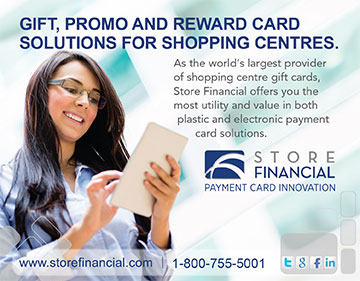 GIFT, PROMO AND REWARD CARD
SOLUTIONS FOR SHOPPING CENTRES.
As the world's largest provider
of shopping centre gift cards,
Store Financial offers you the
most utility and value in both
plastic and electronic payment
card solutions.
STORE
FINANCIAL
PAYMENT CARD INNOVATION
www.storefinancial.com | 1-800-755-5001